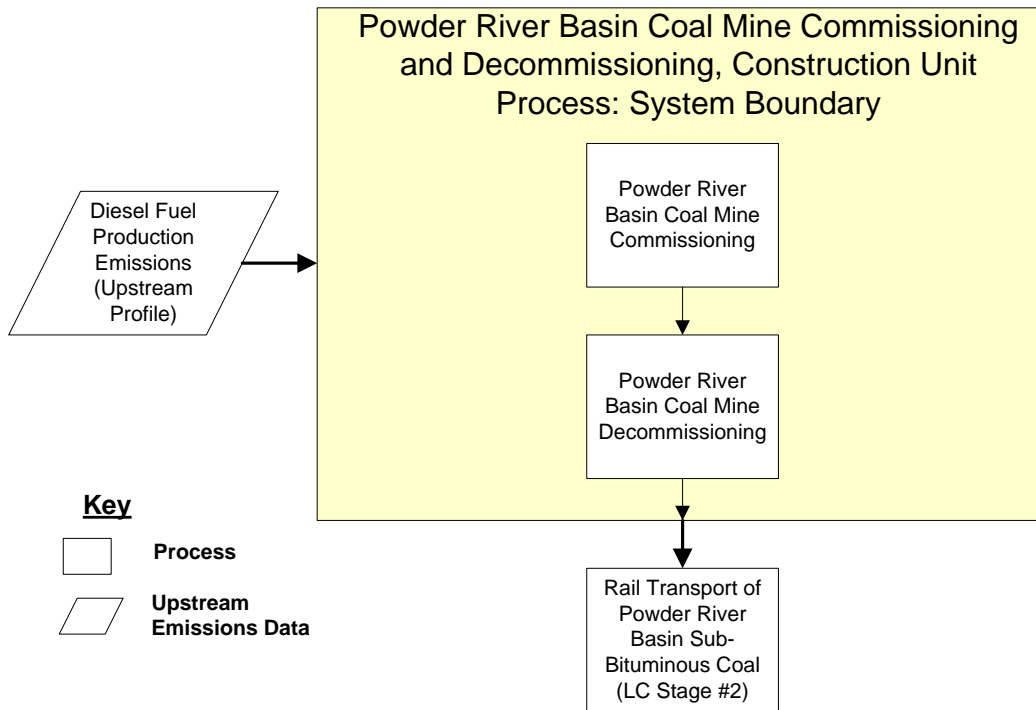 Powder River Basin Coal Mine Commissioning
and Decommissioning, Construction Unit
Process: System Boundary
Powder River
Basin Coal Mine
Commissioning
Diesel Fuel
Production
Emissions
(Upstream
Profile)
Powder River
Basin Coal Mine
Decommissioning
Key
Process
Upstream
Emissions Data
Rail Transport of
Powder River
Basin Sub-
Bituminous Coal
(LC Stage #2)